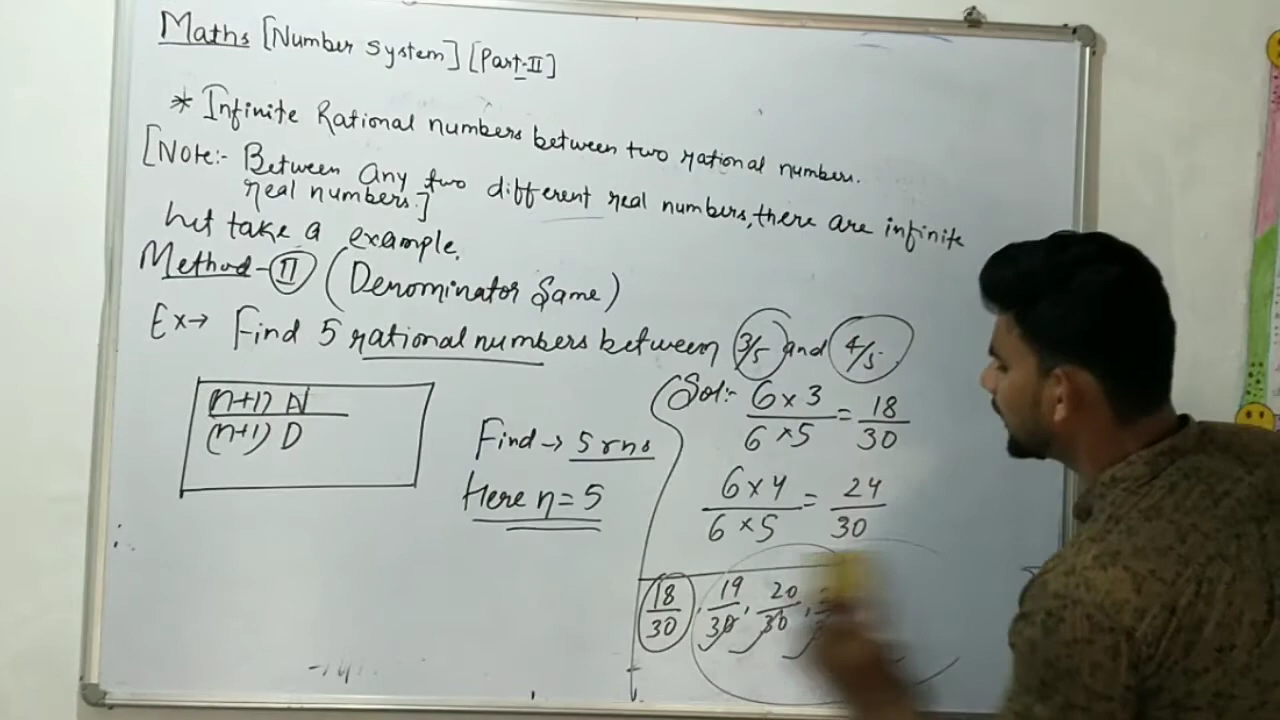 Maths [Number System] [Part-II]
* Infinite Rational numbers between two rational numbers.
[Note:- Between any two different real numbers, there are infinite
real numbers.]
Let take a example.
Method-II (Denominator Same)
Ex→ Find 5 rational numbers between 3/5 and 4/5
(n+1) N
(n+1) D
Find→ 5 rns
Here n=5
Sol:- 6×3/6×5 = 18/30
6×4/6×5 = 24/30
18/30, 19/30, 20/30,